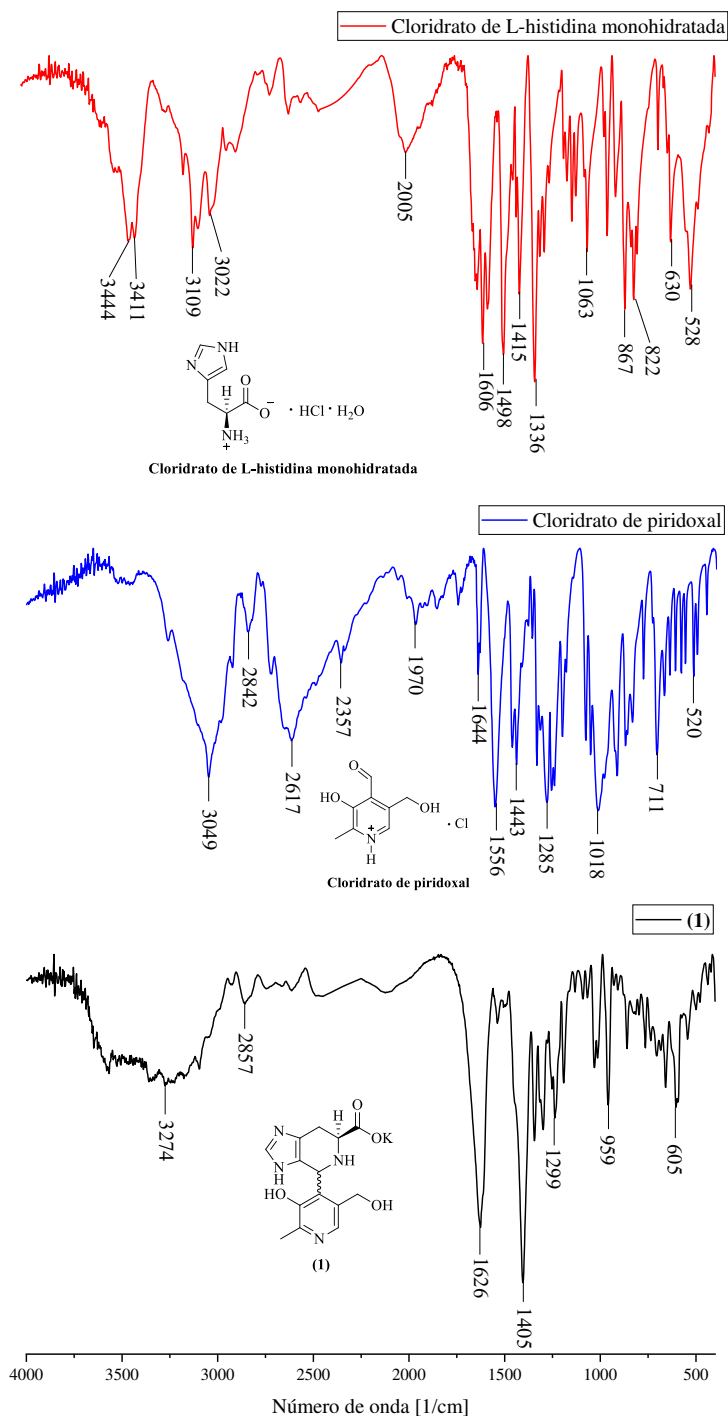 Cloridrato de L-histidina monohidratada
3444
3411
3109
3022
2005
1606
1498
1415
1336
1063
867
822
630
528
N
NH
H
O
O⁻
NH₃
+
· HCl · H₂O
Cloridrato de L-histidina monohidratada
Cloridrato de piridoxal
3049
2842
2617
2357
1970
1644
1556
1443
1285
1018
711
520
O
HO
OH
+
N
H
· Cl
Cloridrato de piridoxal
(1)
3274
2857
1626
1405
1299
959
605
O
H
OK
N
N
H
NH
HO
OH
N
(1)
4000 3500 3000 2500 2000 1500 1000 500
Número de onda [1/cm]